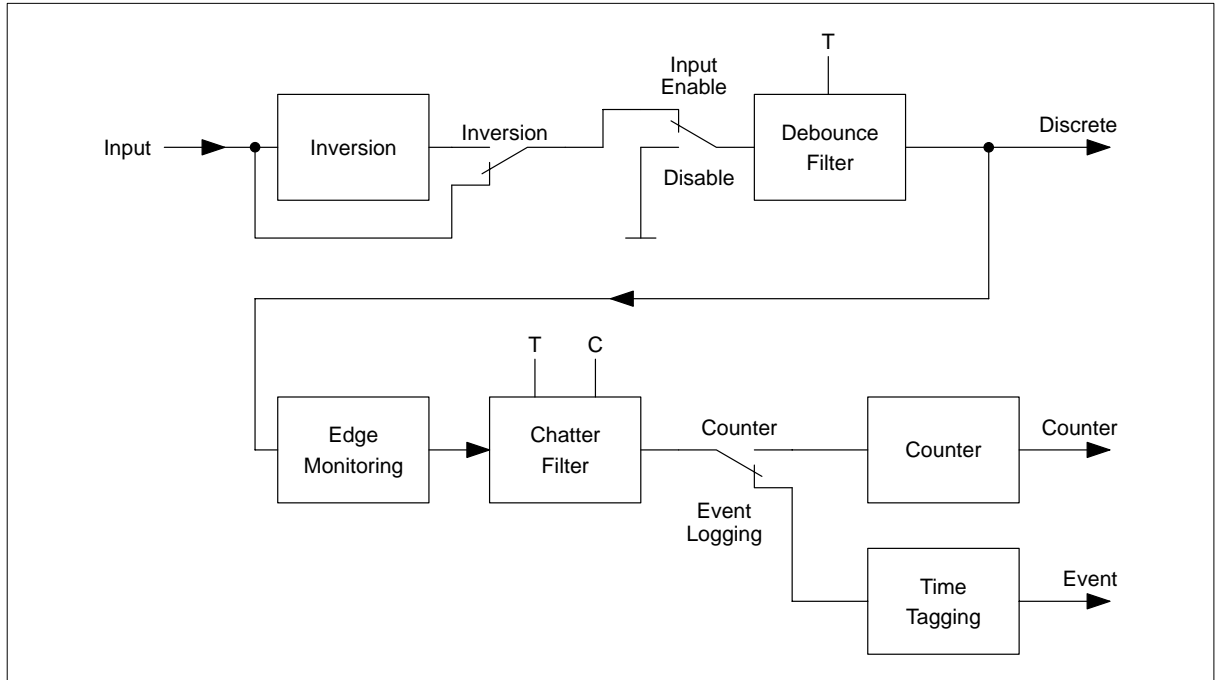 T
Input
Enable
Input
Inversion
Inversion
Debounce
Filter
Discrete
Disable
T
C
Edge
Monitoring
Chatter
Filter
Counter
Counter
Counter
Event
Logging
Time
Tagging
Event